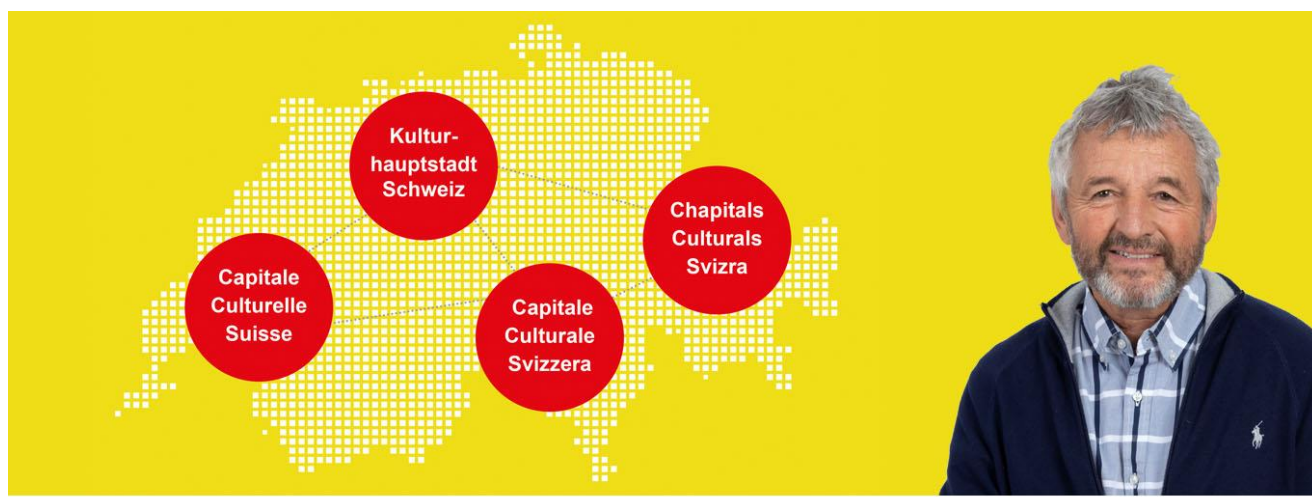 Kultur-
hauptstadt
Schweiz
Chapitals
Culturals
Svizra
Capitale
Culturelle
Suisse
Capitale
Culturale
Svizzera